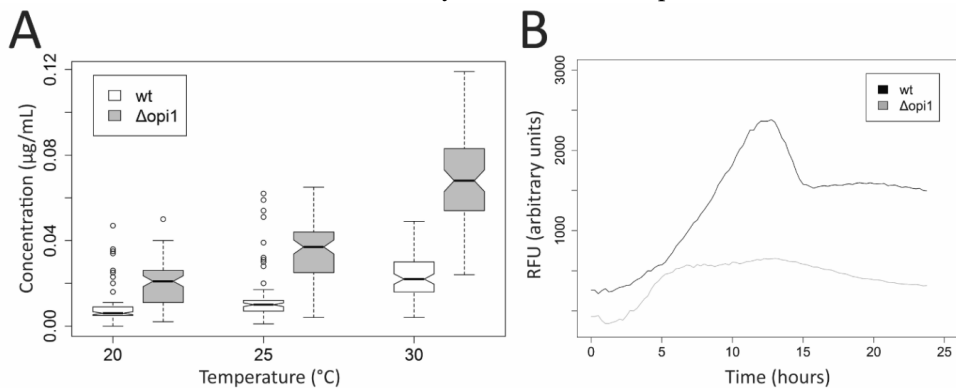 A
Concentration (µg/mL)
0.12
0.08
0.04
0.00
wt
Δopi1
20
25
30
Temperature (°C)
B
RFU (arbitrary units)
3000
2000
1000
wt
Δopi1
0
5
10
15
20
25
Time (hours)